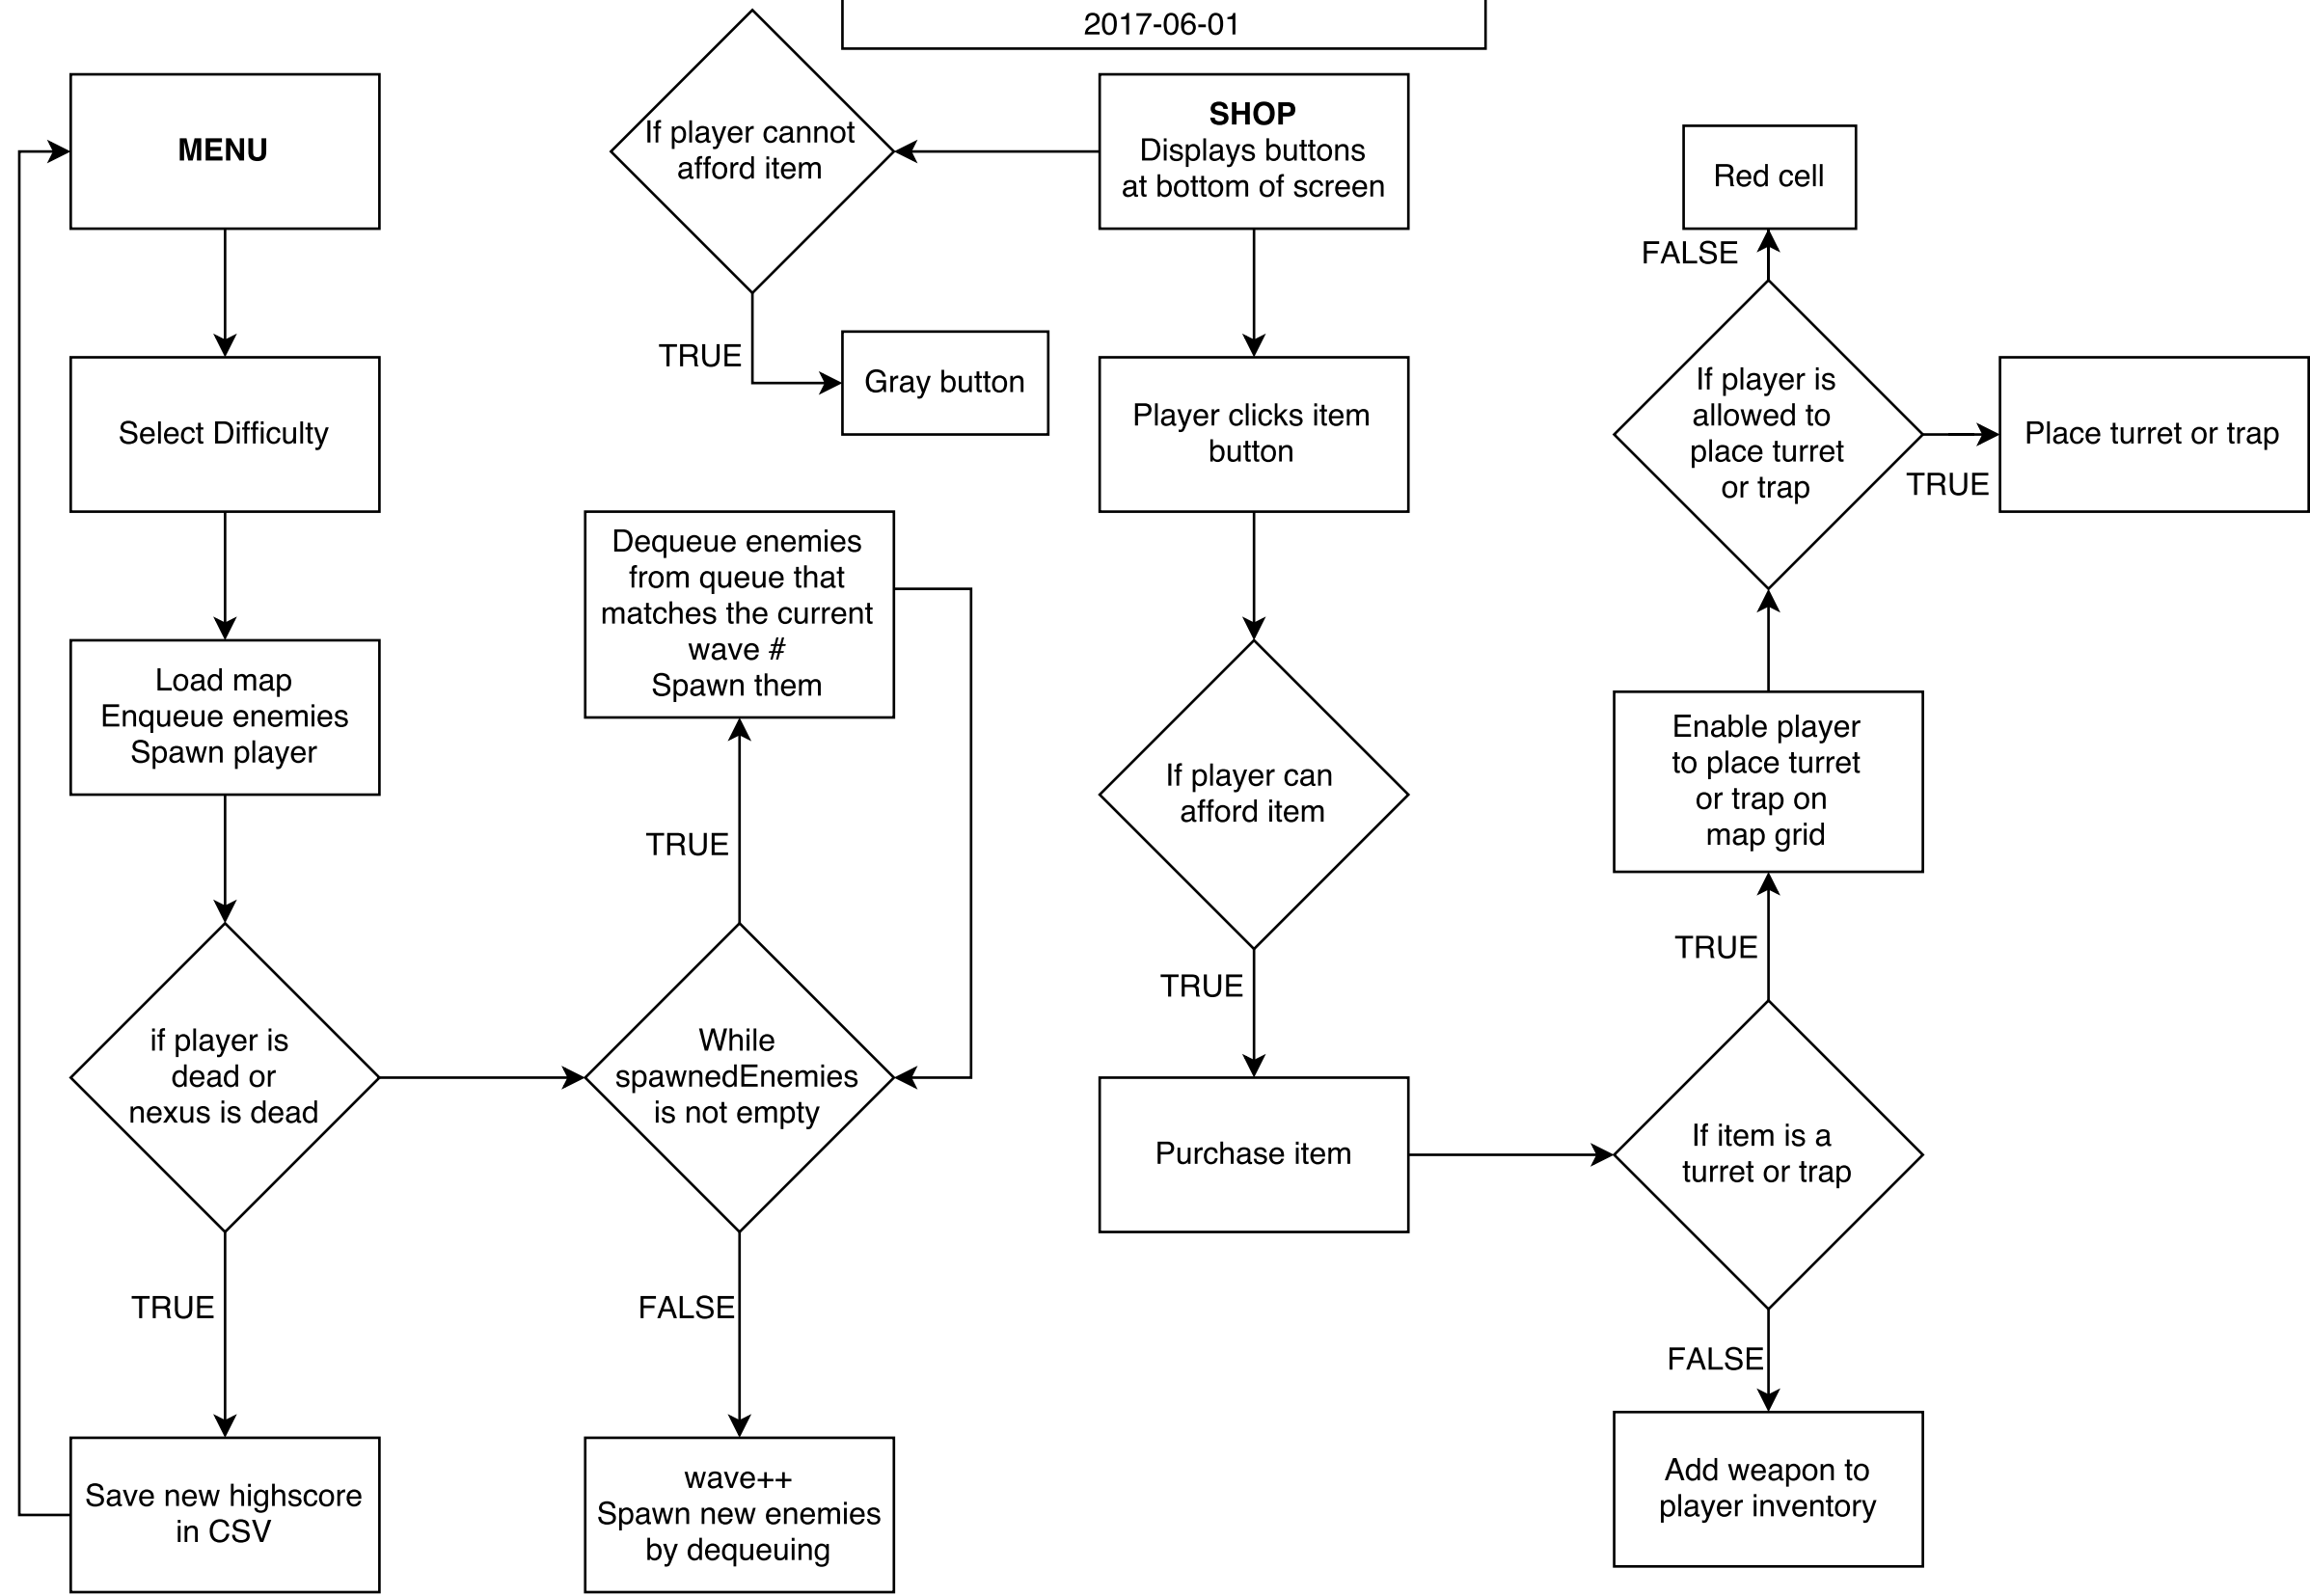 2017-06-01
MENU
Select Difficulty
Load map
Enqueue enemies
Spawn player
if player is
dead or
nexus is dead
TRUE
Save new highscore
in CSV
If player cannot
afford item
TRUE
Gray button
Dequeue enemies
from queue that
matches the current
wave #
Spawn them
TRUE
While
spawnedEnemies
is not empty
FALSE
wave++
Spawn new enemies
by dequeuing
SHOP
Displays buttons
at bottom of screen
Player clicks item
button
If player can
afford item
TRUE
Purchase item
Red cell
FALSE
If player is
allowed to
place turret
or trap
TRUE
Place turret or trap
Enable player
to place turret
or trap on
map grid
TRUE
If item is a
turret or trap
FALSE
Add weapon to
player inventory